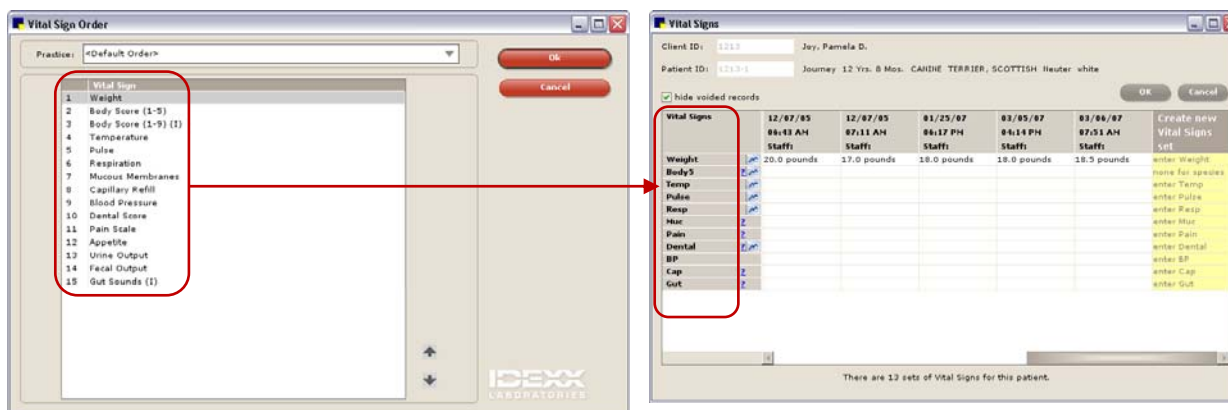 Vital Sign Order
Practice: <Default Order>
Ok
Cancel
Vital Sign
1 Weight
2 Body Score (1-5)
3 Body Score (1-9) (I)
4 Temperature
5 Pulse
6 Respiration
7 Mucous Membranes
8 Capillary Refill
9 Blood Pressure
10 Dental Score
11 Pain Scale
12 Appetite
13 Urine Output
14 Fecal Output
15 Gut Sounds (I)
IDEXX
LABORATORIES
Vital Signs
Client ID: 1213 Joy, Pamela D.
Patient ID: 1213-1 Journey 12 Yrs. 8 Mos. CANINE TERRIER, SCOTTISH Neuter white
hide voided records
OK Cancel
Vital Signs 12/07/05 12/07/05 01/25/07 03/05/07 03/06/07 Create new
06:43 AM 07:11 AM 06:17 PM 04:14 PM 07:51 AM Vital Signs
Staff: Staff: Staff: Staff: Staff: set
Weight 20.0 pounds 17.0 pounds 18.0 pounds 18.0 pounds 18.5 pounds enter Weight
Body5 ? none for species
Temp enter Temp
Pulse enter Pulse
Resp enter Resp
Muc ? enter Muc
Pain ? enter Pain
Dental ? enter Dental
BP enter BP
Cap ? enter Cap
Gut ? enter Gut
There are 13 sets of Vital Signs for this patient.